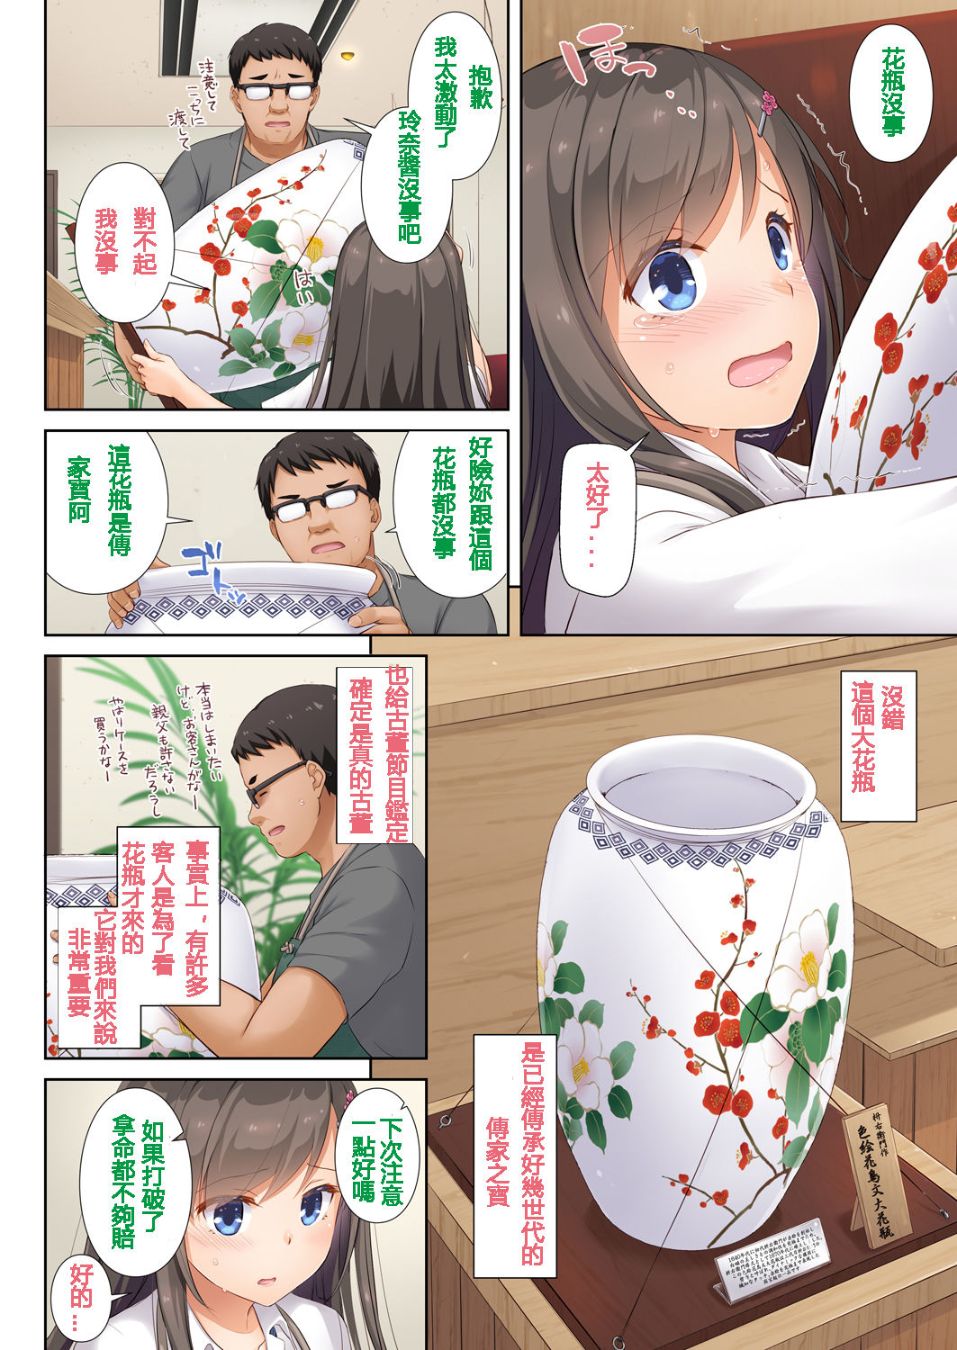 花瓶沒事
ほっ
太好了...
抱歉
我太激動了
玲奈醬沒事吧
注意して
こっちに
渡して
對不起
我沒事
はい
好險妳跟這個
花瓶都沒事
這花瓶是傳
家寶阿
ゴトッ
沒錯
這個大花瓶
是已經傳承好幾世代的
傳家之寶
柿右衛門作
色絵花鳥文大花瓶
也給古董節目鑑定
確定是真的古董
本当はしまいたい
けど、お客さんがなー
親父も許さない
だろうし
やはりケースを
買うかなー
事實上，有許多
客人是為了看
花瓶才來的
它對我們來說
非常重要
下次注意
一點好嗎
如果打破了
拿命都不夠賠
好的...